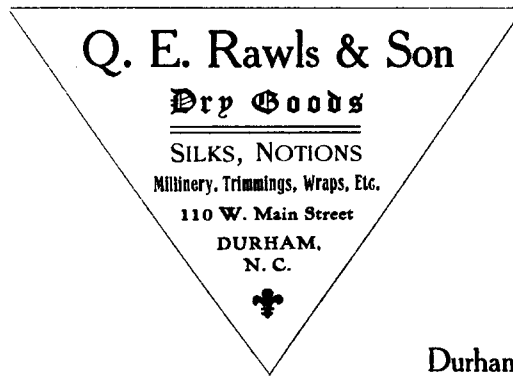 Q. E. Rawls & Son
Dry Goods
SILKS, NOTIONS
Millinery, Trimmings, Wraps, Etc.
110 W. Main Street
DURHAM,
N. C.